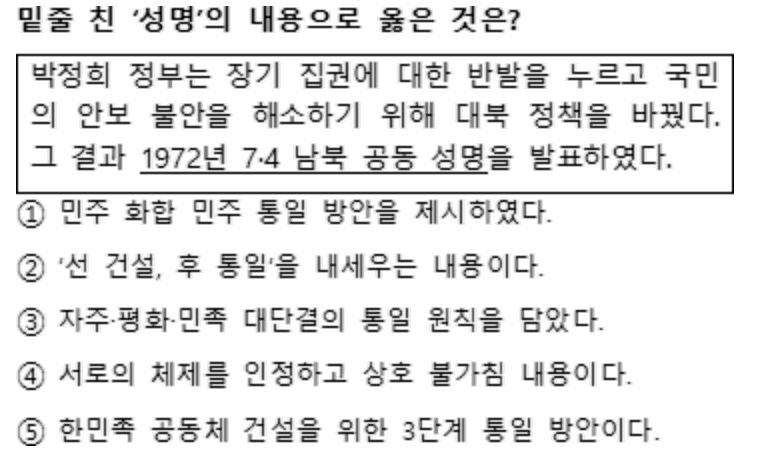 밑줄 친 '성명'의 내용으로 옳은 것은?
박정희 정부는 장기 집권에 대한 반발을 누르고 국민
의 안보 불안을 해소하기 위해 대북 정책을 바꿨다.
그 결과 1972년 7·4 남북 공동 성명을 발표하였다.
① 민주 화합 민주 통일 방안을 제시하였다.
② '선 건설, 후 통일'을 내세우는 내용이다.
③ 자주·평화·민족 대단결의 통일 원칙을 담았다.
④ 서로의 체제를 인정하고 상호 불가침 내용이다.
⑤ 한민족 공동체 건설을 위한 3단계 통일 방안이다.